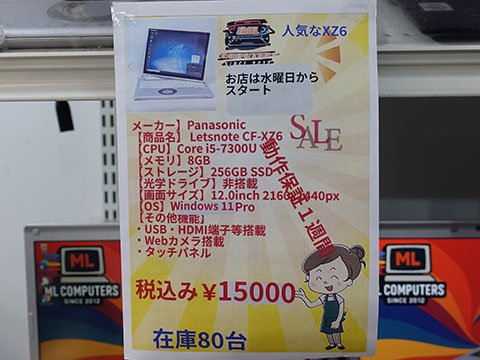 人気なXZ6
お店は水曜日から
スタート
SALE
メーカー】Panasonic
【商品名】 Letsnote CF-XZ6
【CPU】Core i5-7300U
【メモリ】8GB
【ストレージ】256GB SSD
【光学ドライブ】非搭載
【画面サイズ】12.0inch
【OS】Windows 11Pro
【その他機能】
・USB・HDMI端子等搭載
・Webカメラ搭載
・タッチパネル
動作保証1週間
税込み¥15000
在庫80台
ML
ML COMPUTERS
SINCE 2012
ML
COMPUTERS
SINCE 2012